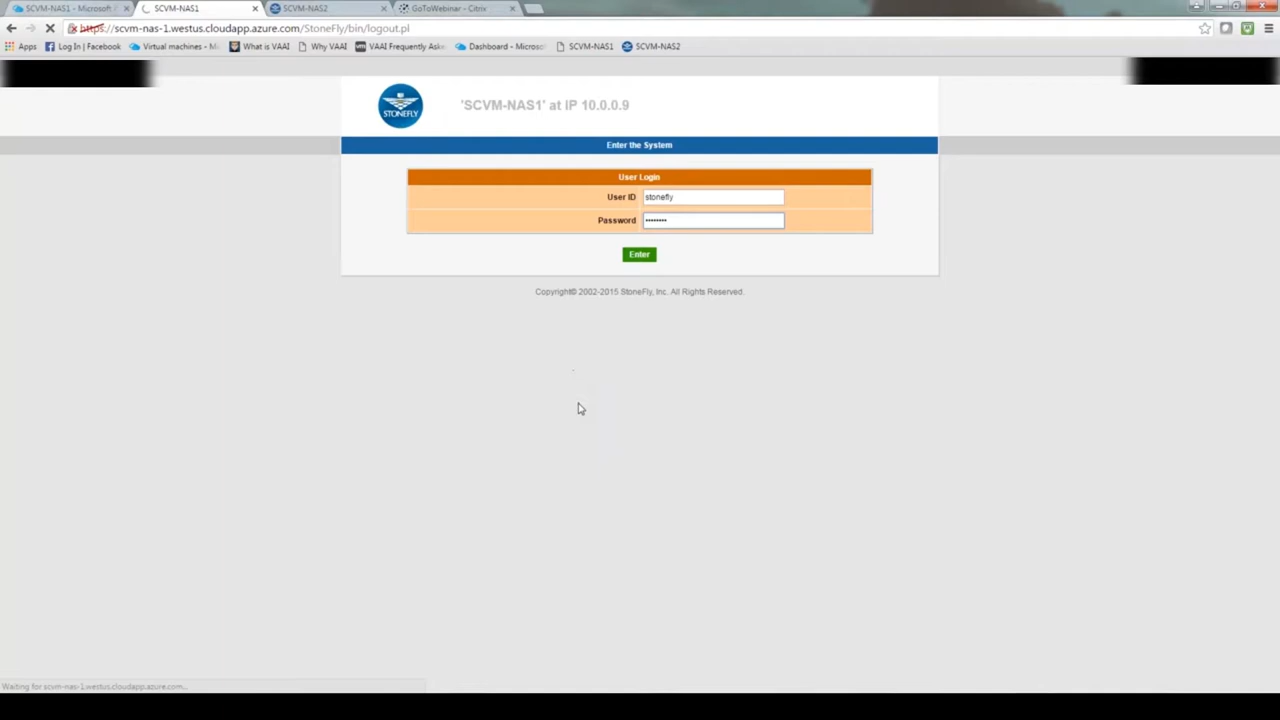 SCVM-NAS1 - Microsoft A
SCVM-NAS1
SCVM-NAS2
GoToWebinar - Citrix
https://scvm-nas-1.westus.cloudapp.azure.com/StoneFly/bin/logout.pl
Apps
Log In | Facebook
Virtual machines - Mi
What is VAAI
Why VAAI
VAAI Frequently Aske
Dashboard - Microsof
SCVM-NAS1
SCVM-NAS2
STONEFLY
'SCVM-NAS1' at IP 10.0.0.9
Enter the System
User Login
User ID
stonefly
Password
••••••••
Enter
Copyright© 2002-2015 StoneFly, Inc. All Rights Reserved.
Waiting for scvm-nas-1.westus.cloudapp.azure.com...